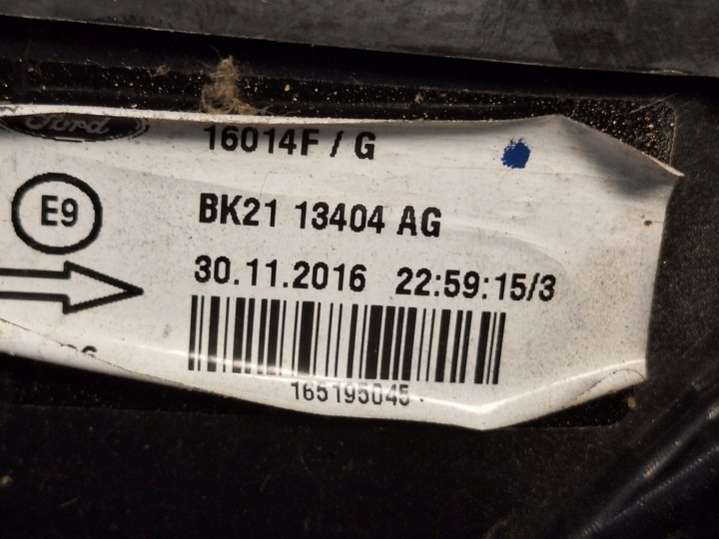 Ford
16014F / G
E9
BK21 13404 AG
30.11.2016 22:59:15/3
165195045